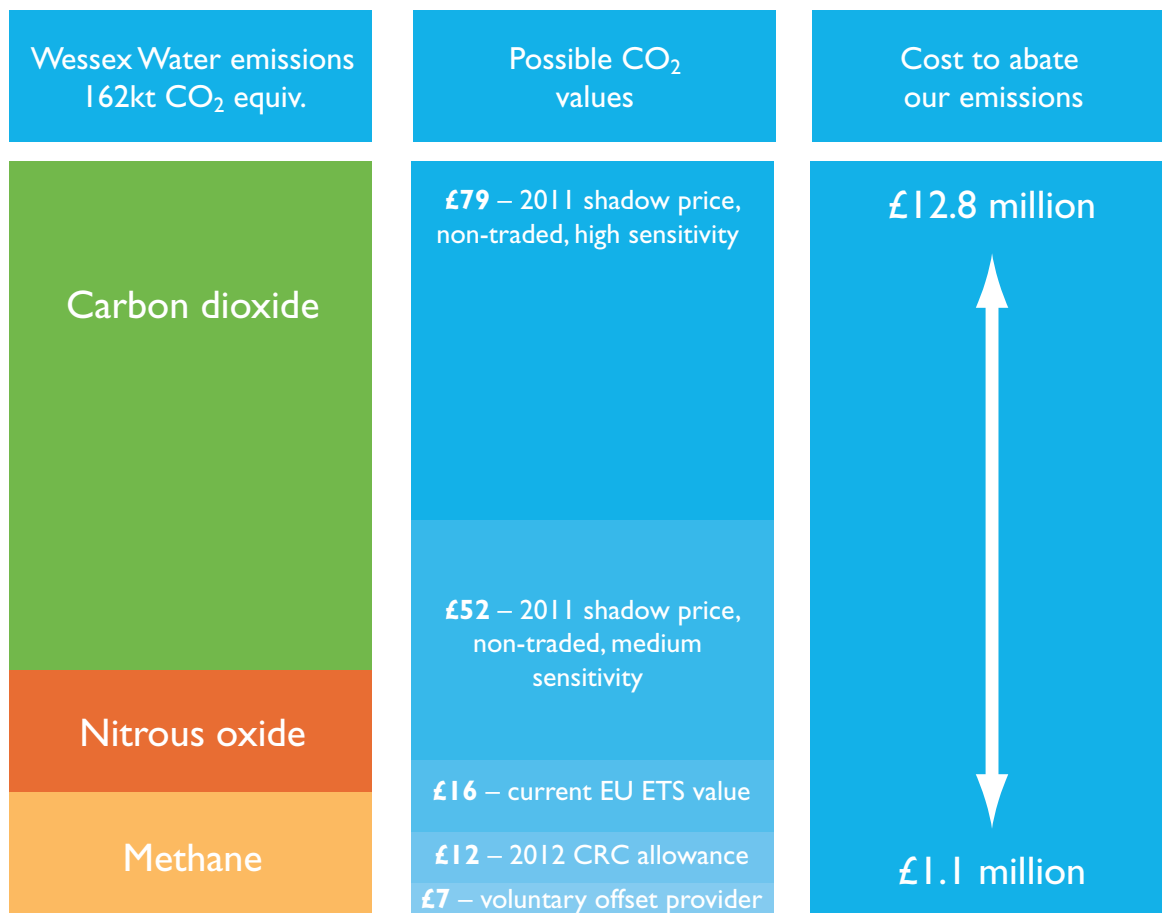 Wessex Water emissions
162kt CO₂ equiv.
Possible CO₂
values
Cost to abate
our emissions
Carbon dioxide
Nitrous oxide
Methane
£79 – 2011 shadow price,
non-traded, high sensitivity
£52 – 2011 shadow price,
non-traded, medium
sensitivity
£16 – current EU ETS value
£12 – 2012 CRC allowance
£7 – voluntary offset provider
£12.8 million
£1.1 million